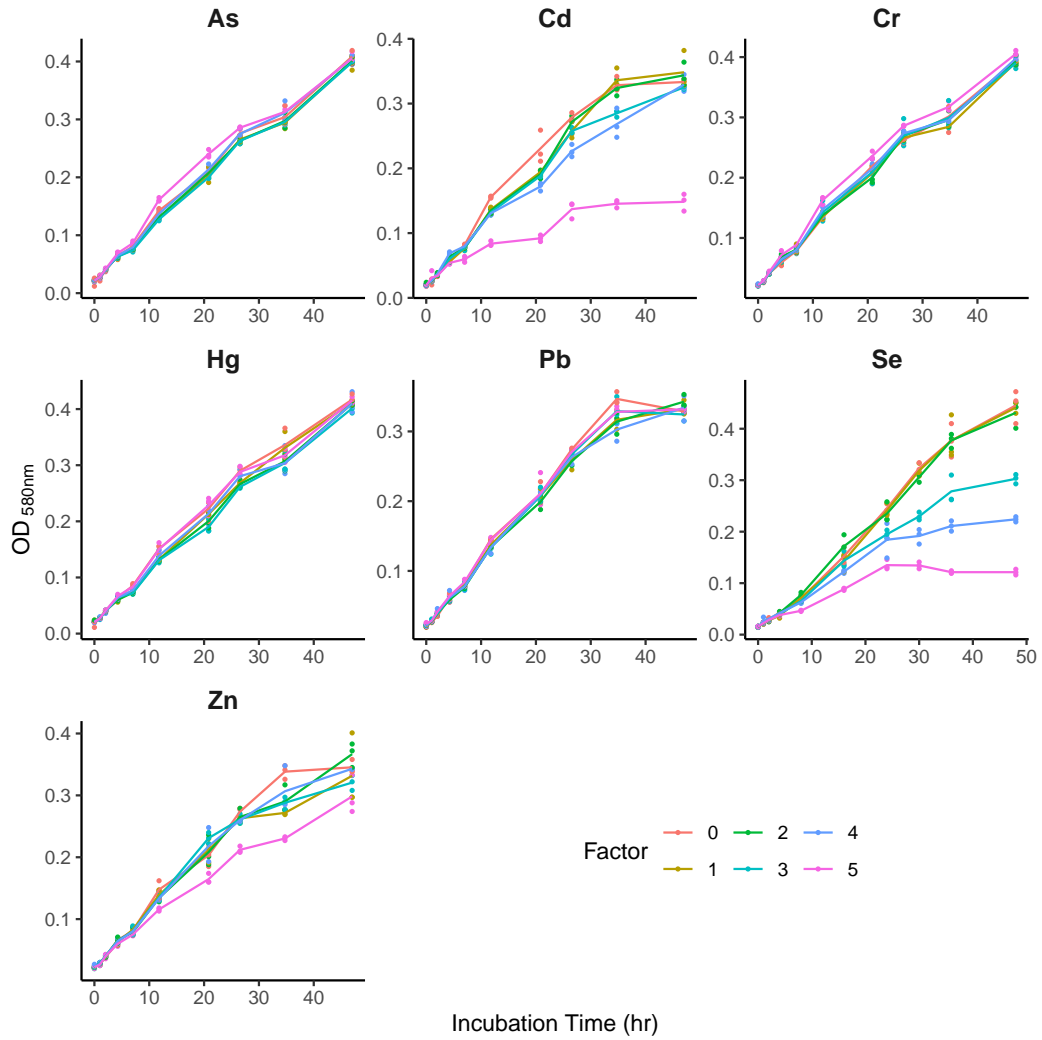 As Cd Cr
0.4 0.3 0.2 0.1 0.0
0 10 20 30 40
0.4 0.3 0.2 0.1 0.0
0 10 20 30 40
0.4 0.3 0.2 0.1
0 10 20 30 40 50
Hg Pb Se
0.4 0.3 0.2 0.1 0.0
0 10 20 30 40
0.3 0.2 0.1
0 10 20 30 40
0.4 0.3 0.2 0.1 0.0
0 10 20 30 40 50
Zn
0.4 0.3 0.2 0.1
0 10 20 30 40
OD 580nm
Factor
0 2 4
1 3 5
Incubation Time (hr)